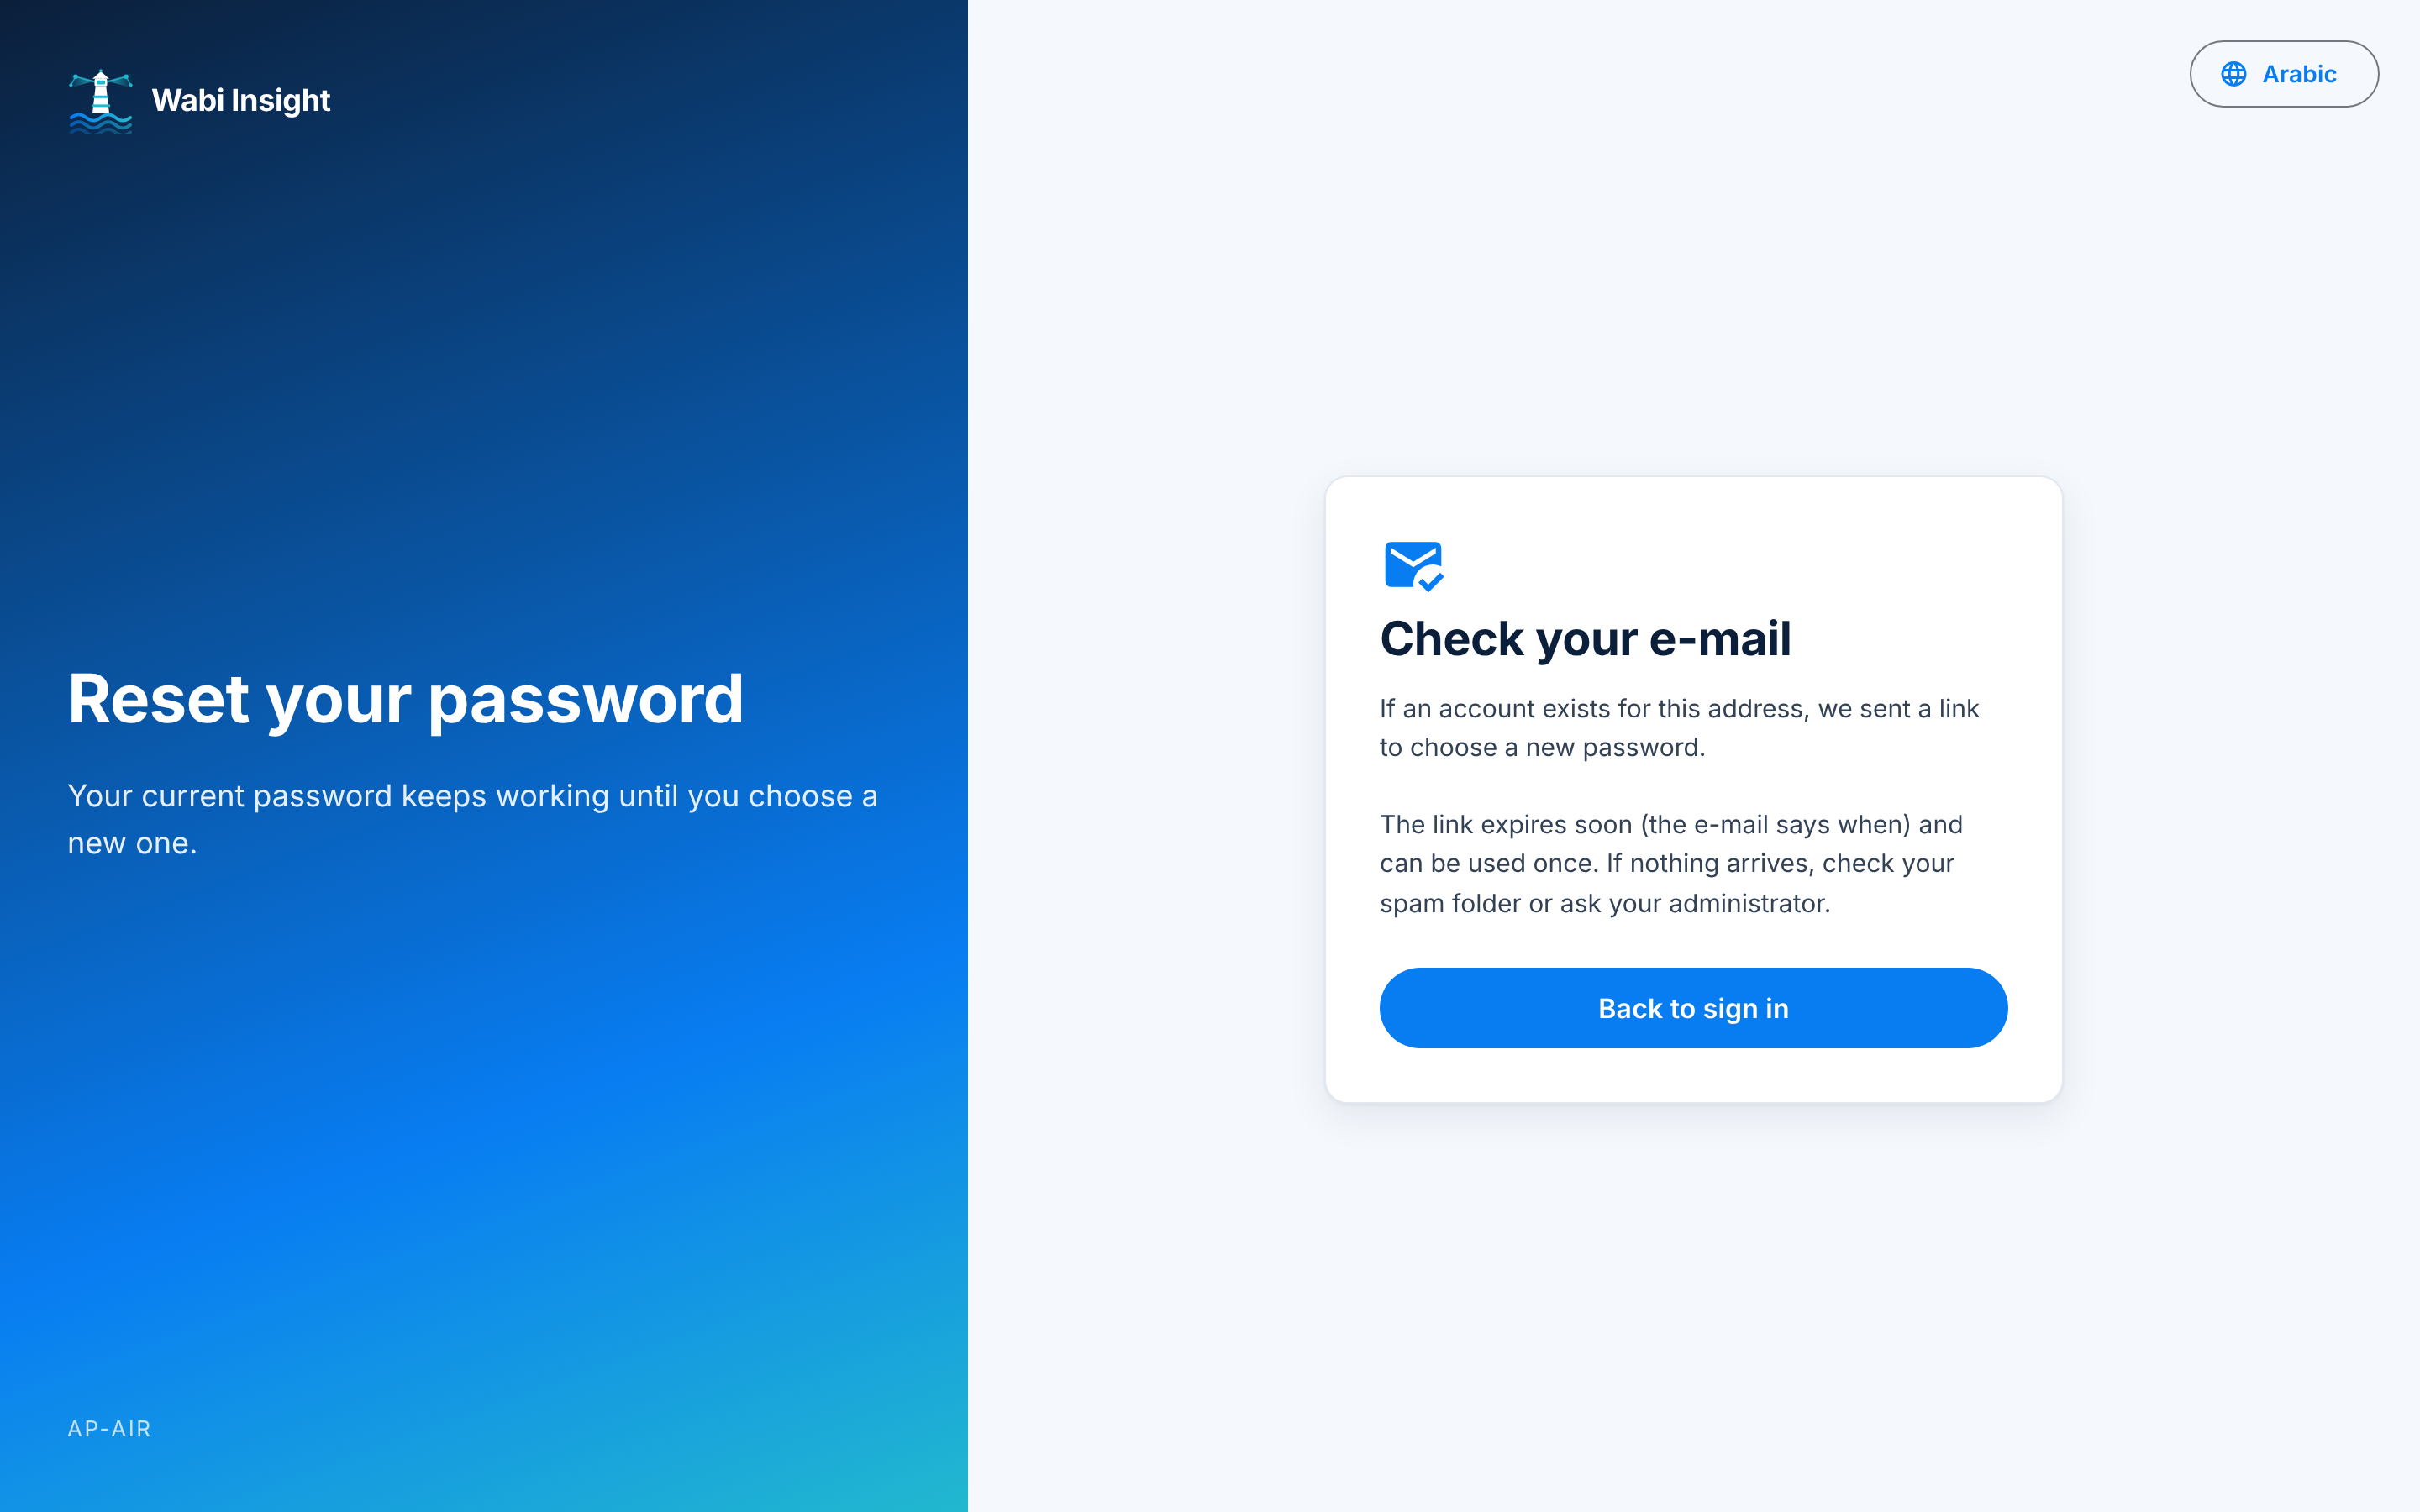 Wabi Insight
Arabic
Reset your password
Your current password keeps working until you choose a
new one.
AP-AIR
Check your e-mail
If an account exists for this address, we sent a link
to choose a new password.
The link expires soon (the e-mail says when) and
can be used once. If nothing arrives, check your
spam folder or ask your administrator.
Back to sign in